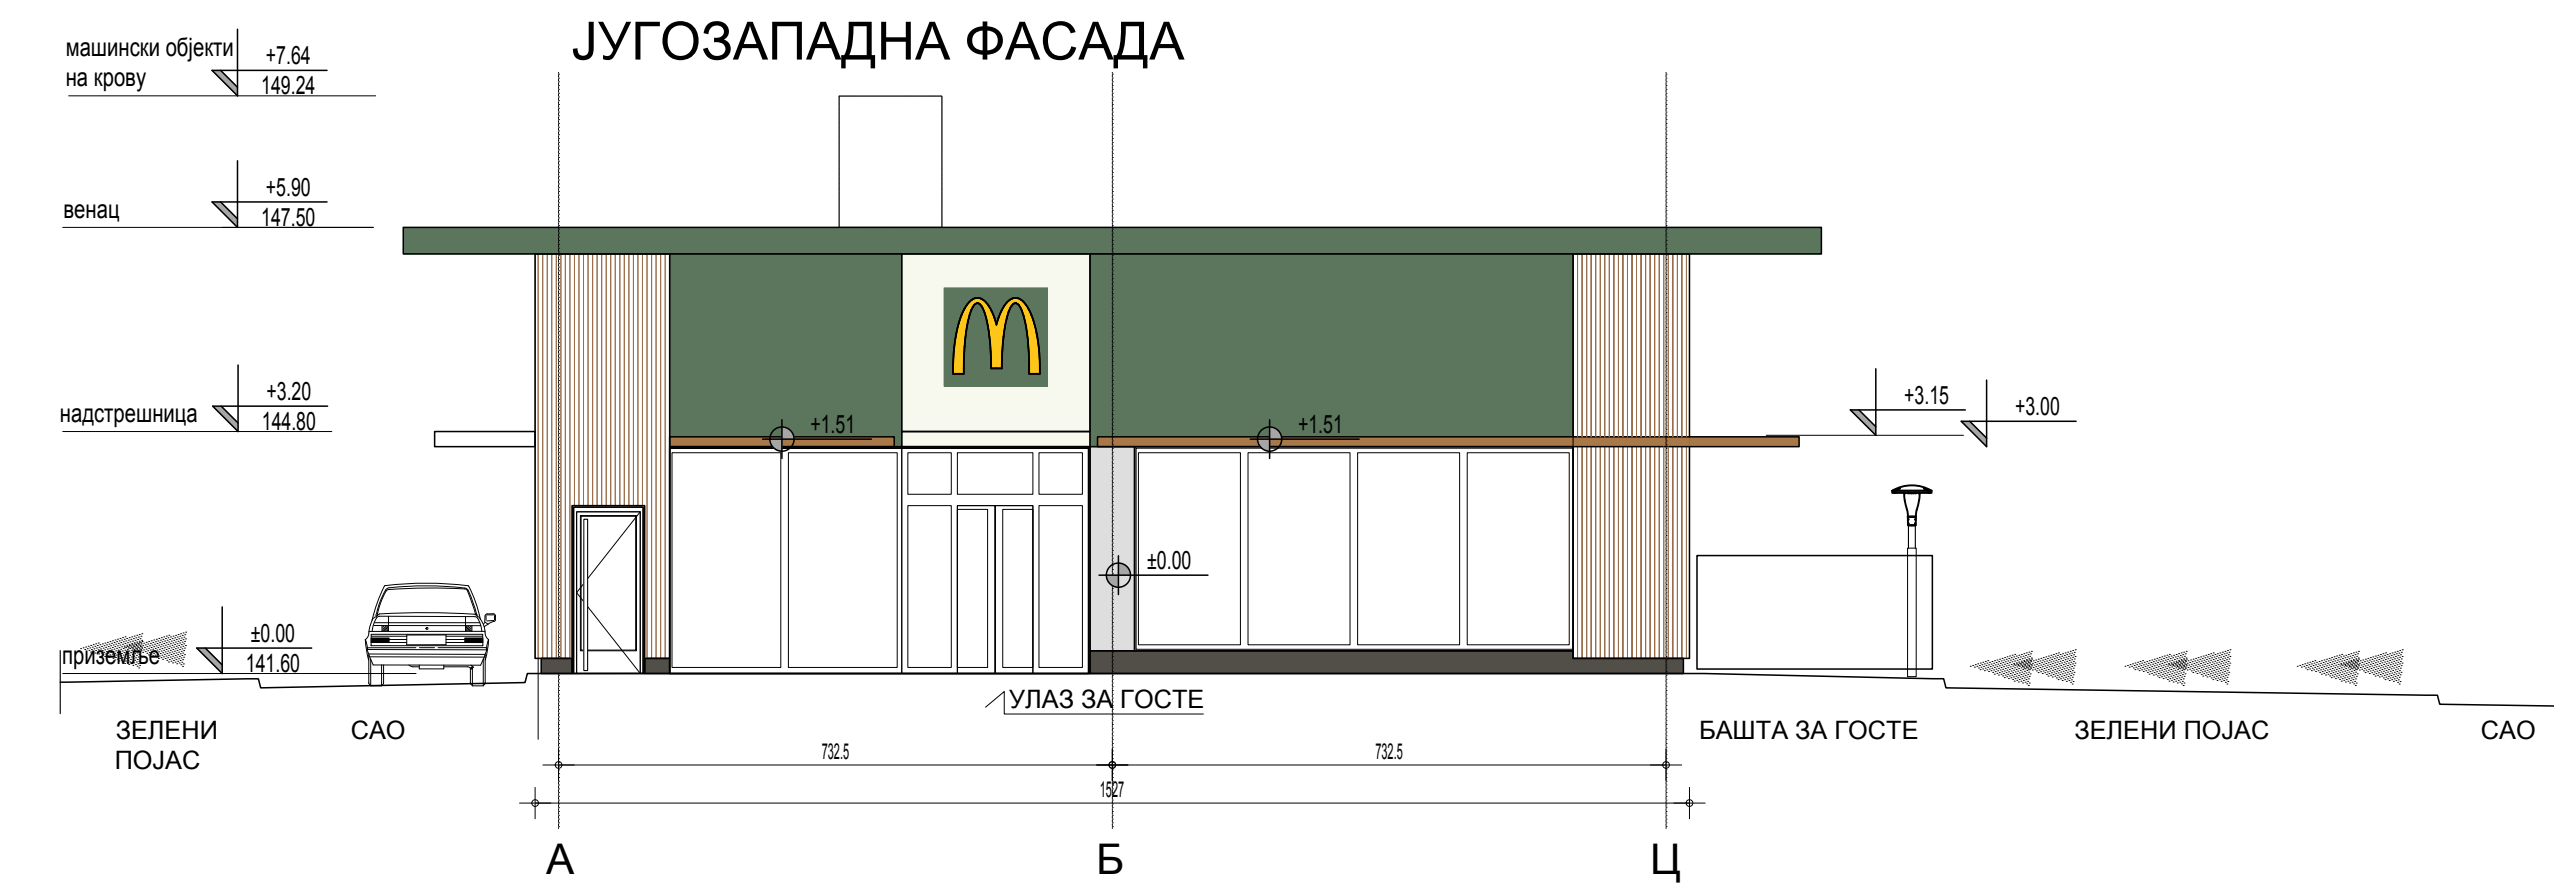 ЈУГОЗАПАДНА ФАСАДА
машински објекти
на крову
+7.64
149.24
венац
+5.90
147.50
надстрешница
+3.20
144.80
+1.51
+1.51
+3.15
+3.00
±0.00
приземље
±0.00
141.60
УЛАЗ ЗА ГОСТЕ
ЗЕЛЕНИ
ПОЈАС
САО
БАШТА ЗА ГОСТЕ
ЗЕЛЕНИ ПОЈАС
САО
732.5
732.5
1527
А
Б
Ц